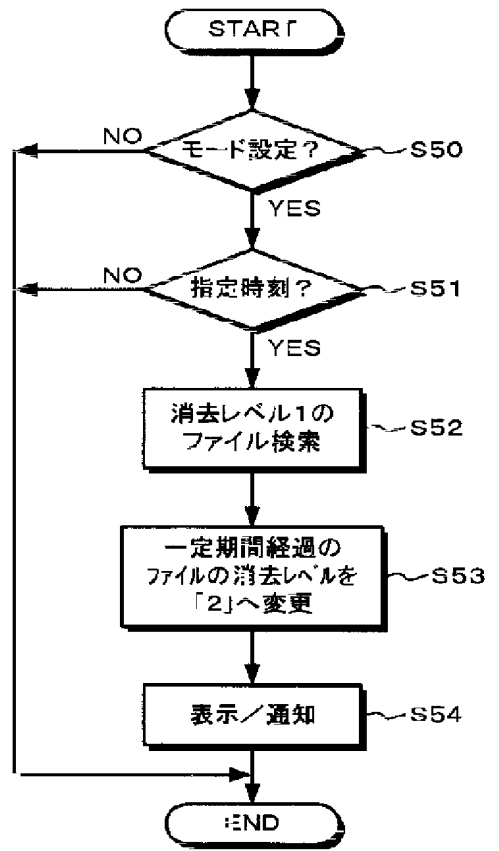 START
モード設定？
S50
NO
YES
指定時刻？
S51
NO
YES
消去レベル1の
ファイル検索
S52
一定期間経過の
ファイルの消去レベルを
「2」へ変更
S53
表示／通知
S54
END